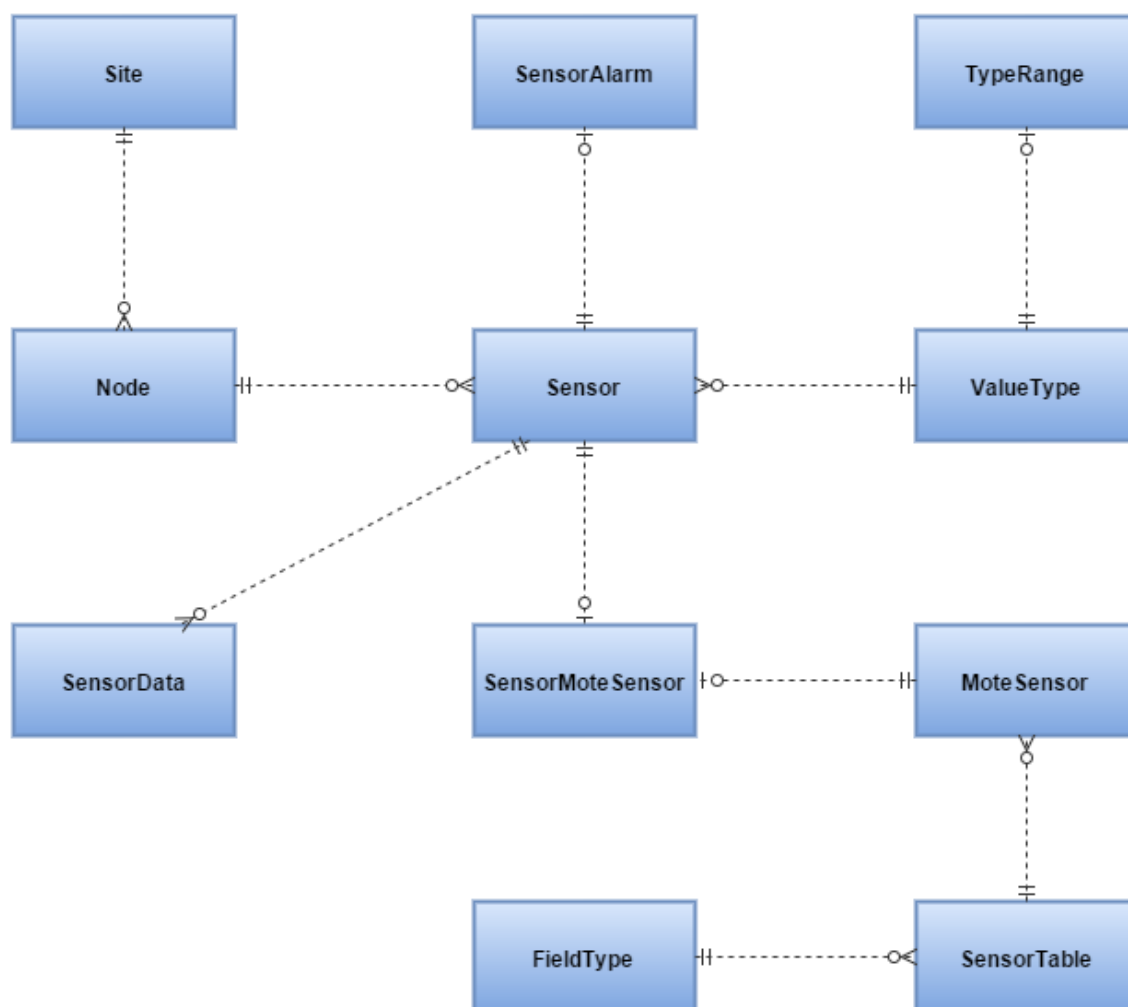 Site
SensorAlarm
TypeRange
Node
Sensor
ValueType
SensorData
SensorMoteSensor
MoteSensor
FieldType
SensorTable